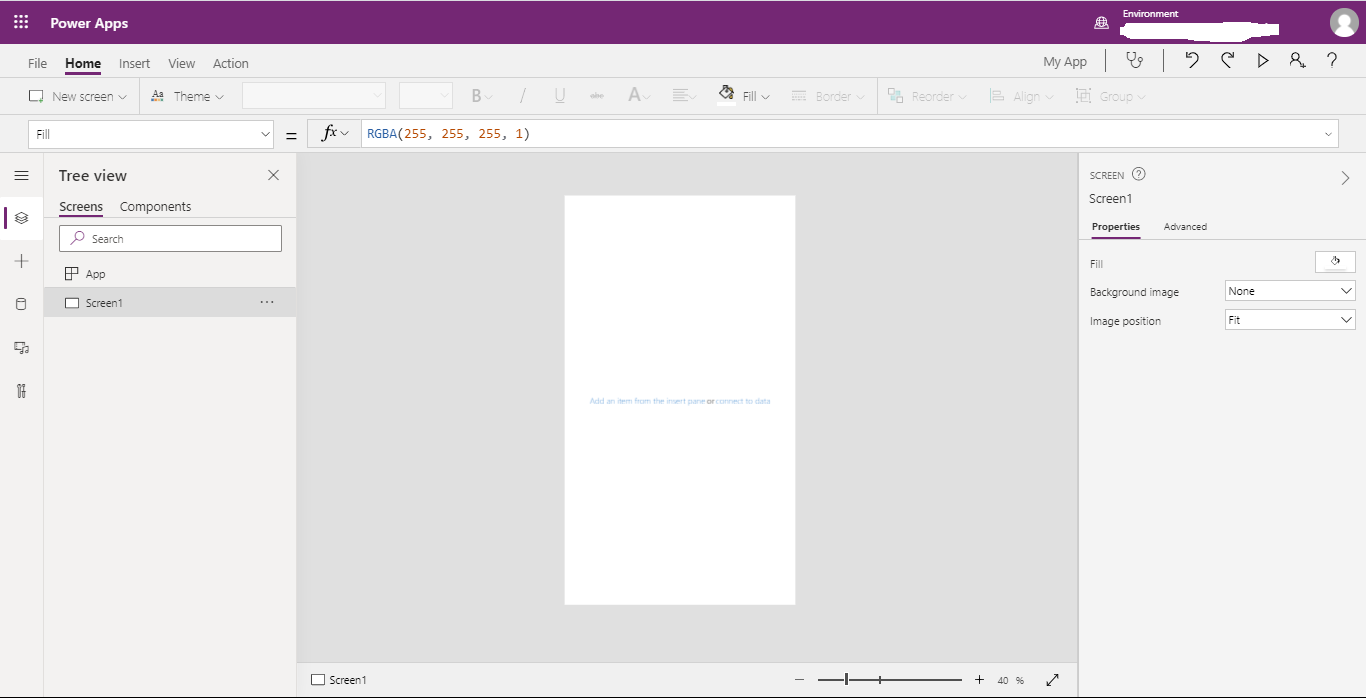 Power Apps
Environment
File Home Insert View Action My App
New screen Theme B / U abc A Fill Border Reorder Align Group
Fill = fx RGBA(255, 255, 255, 1)
Tree view
Screens Components
Search
App
Screen1 ...
Add an item from the insert pane or connect to data
SCREEN ?
Screen1
Properties Advanced
Fill
Background image None
Image position Fit
Screen1 − + 40 %